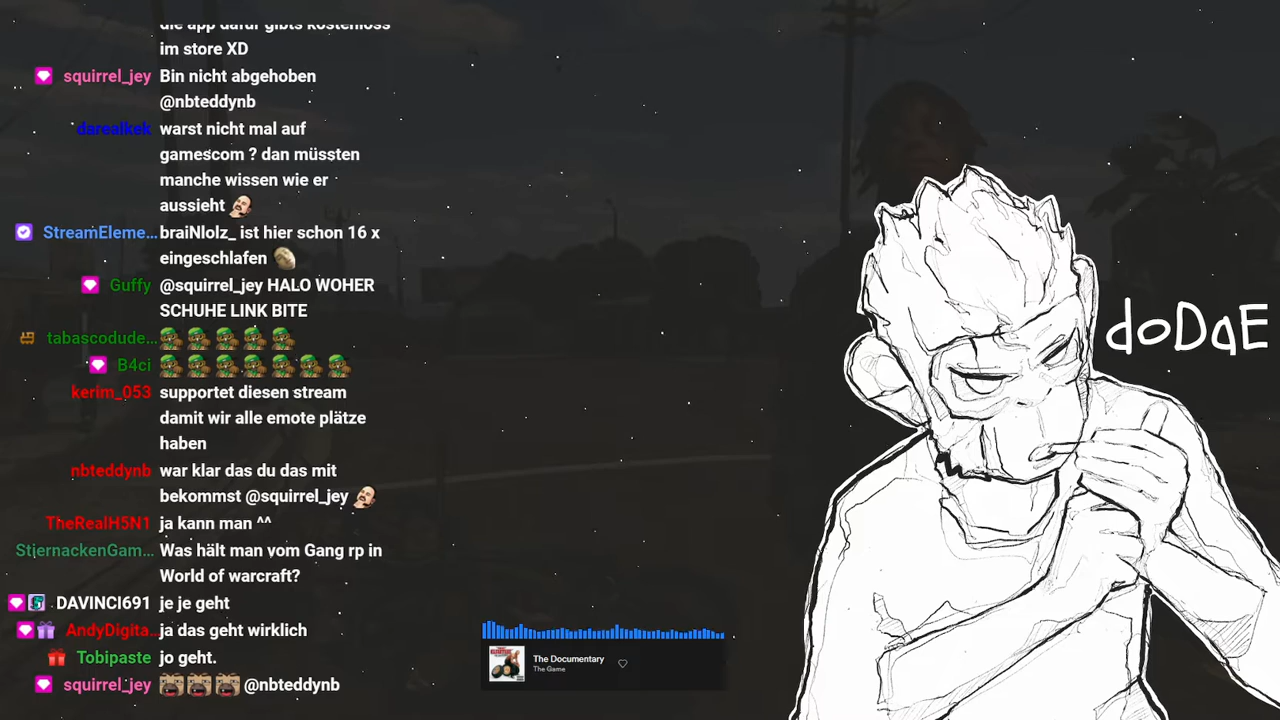 die app dafür gibts kostenloss
im store XD
squirrel_jey Bin nicht abgehoben
@nbteddynb
darealkek warst nicht mal auf
gamescom ? dan müssten
manche wissen wie er
aussieht
StreamEleme... braiNlolz_ ist hier schon 16 x
eingeschlafen
Guffy @squirrel_jey HALO WOHER
SCHUHE LINK BITE
tabascodude...
B4ci
kerim_053 supportet diesen stream
damit wir alle emote plätze
haben
nbteddynb war klar das du das mit
bekommst @squirrel_jey
TheRealH5N1 ja kann man ^^
StiernackenGam... Was hält man vom Gang rp in
World of warcraft?
DAVINCI691 je je geht
AndyDigita... ja das geht wirklich
Tobipaste jo geht.
squirrel_jey @nbteddynb
doDaE
The Documentary
The Game